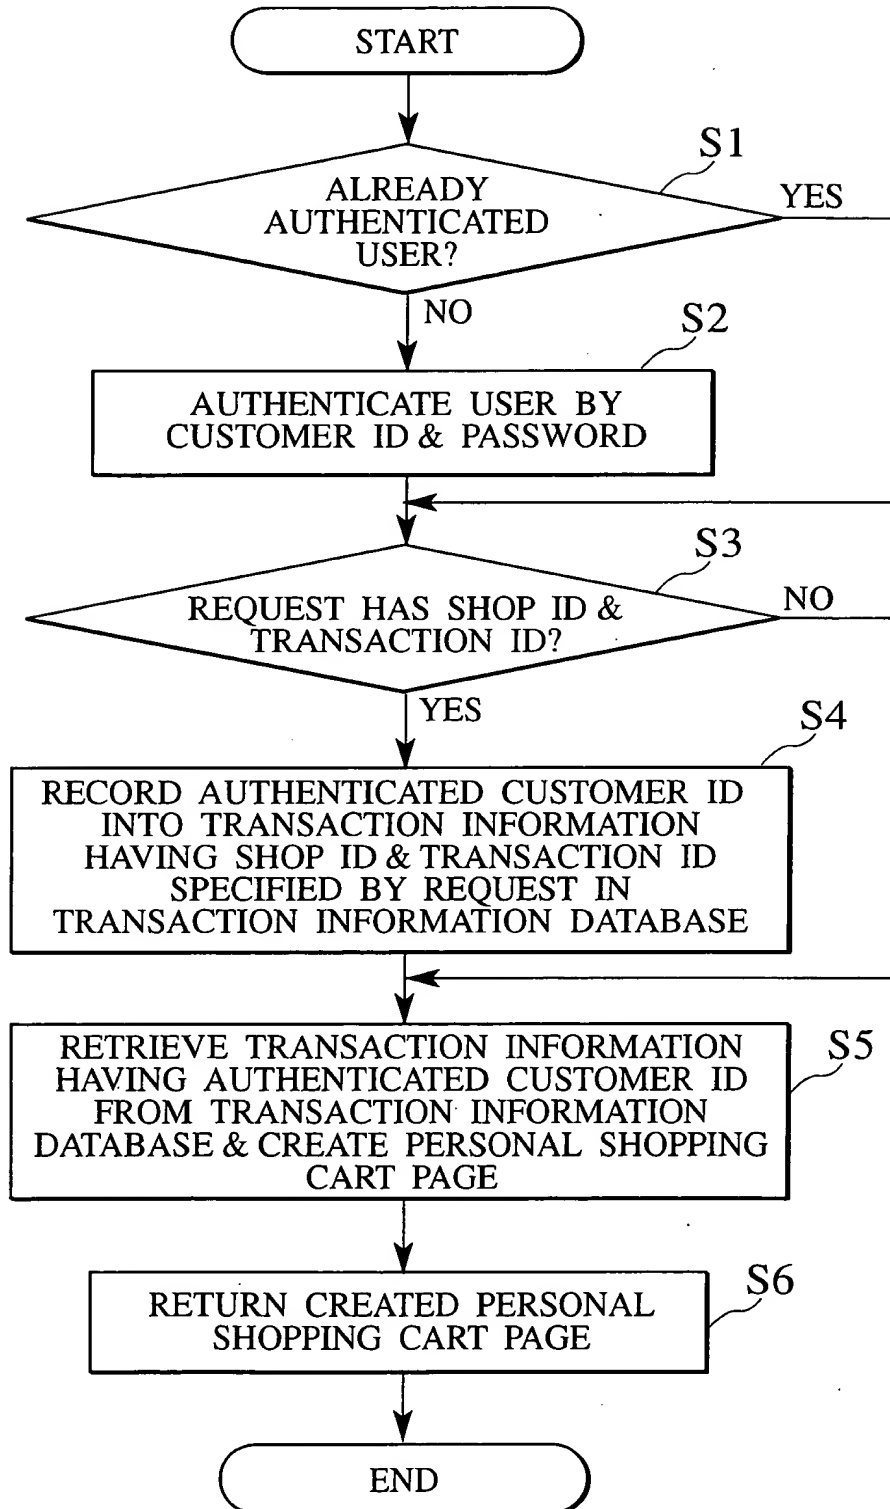 START
S1
ALREADY
AUTHENTICATED
USER?
YES
NO
S2
AUTHENTICATE USER BY
CUSTOMER ID & PASSWORD
S3
REQUEST HAS SHOP ID &
TRANSACTION ID?
NO
YES
S4
RECORD AUTHENTICATED CUSTOMER ID
INTO TRANSACTION INFORMATION
HAVING SHOP ID & TRANSACTION ID
SPECIFIED BY REQUEST IN
TRANSACTION INFORMATION DATABASE
S5
RETRIEVE TRANSACTION INFORMATION
HAVING AUTHENTICATED CUSTOMER ID
FROM TRANSACTION INFORMATION
DATABASE & CREATE PERSONAL SHOPPING
CART PAGE
S6
RETURN CREATED PERSONAL
SHOPPING CART PAGE
END